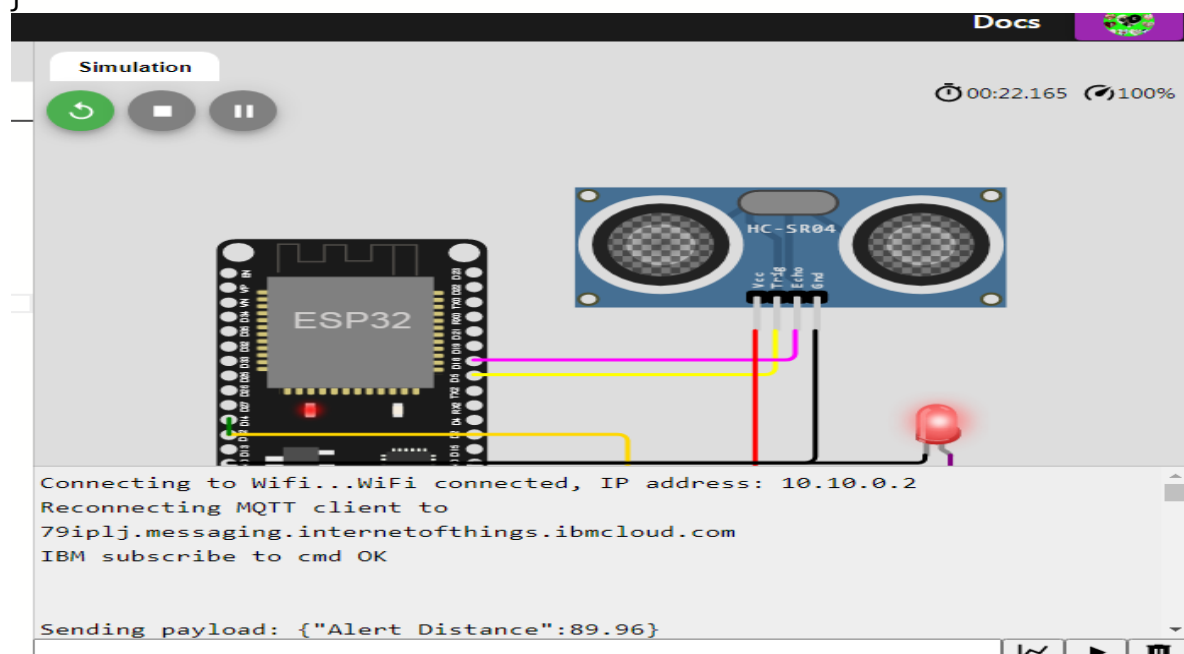 Docs
Simulation
00:22.165 100%
HC-SR04
Vcc
Trig
Echo
Gnd
ESP32
Connecting to Wifi...WiFi connected, IP address: 10.10.0.2
Reconnecting MQTT client to
79iplj.messaging.internetofthings.ibmcloud.com
IBM subscribe to cmd OK
Sending payload: {"Alert Distance":89.96}